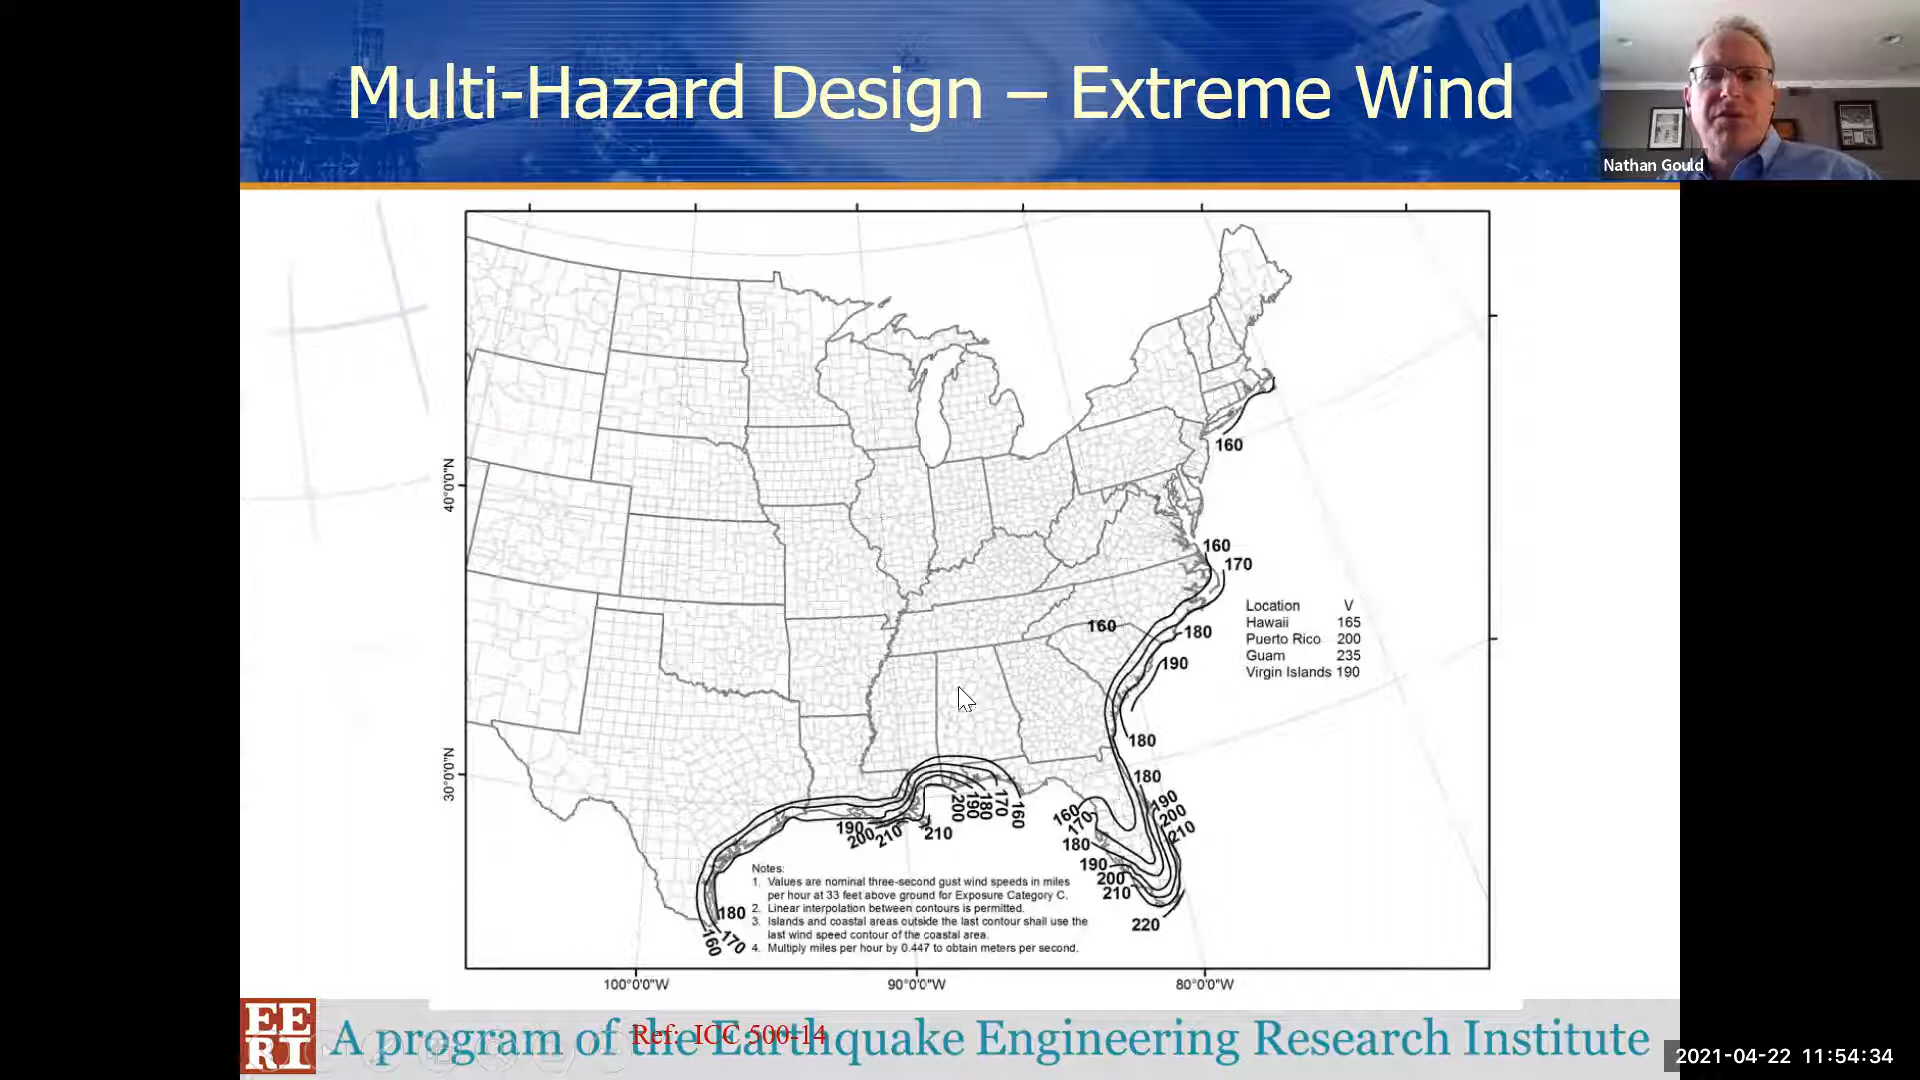 Multi-Hazard Design – Extreme Wind
Nathan Gould
160
160
170
40°0'0"N
Location V
Hawaii 165
Puerto Rico 200
Guam 235
Virgin Islands 190
160
180
190
180
180
30°0'0"N
190
200
210
160
170
180
190
200
210
220
190
200
210
210
200
190
180
170
160
Notes:
1. Values are nominal three-second gust wind speeds in miles
per hour at 33 feet above ground for Exposure Category C.
2. Linear interpolation between contours is permitted.
3. Islands and coastal areas outside the last contour shall use the
last wind speed contour of the coastal area.
4. Multiply miles per hour by 0.447 to obtain meters per second.
180
170
160
100°0'0"W
90°0'0"W
80°0'0"W
EE
RI
A program of the Earthquake Engineering Research Institute
Ref: ICC 500-14
2021-04-22 11:54:34